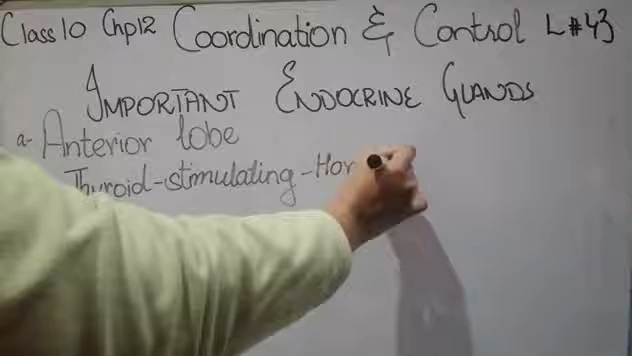 Class 10 Chp12 Coordination & Control L#43
Important Endocrine Glands
a- Anterior lobe
Thyroid-stimulating-Hor